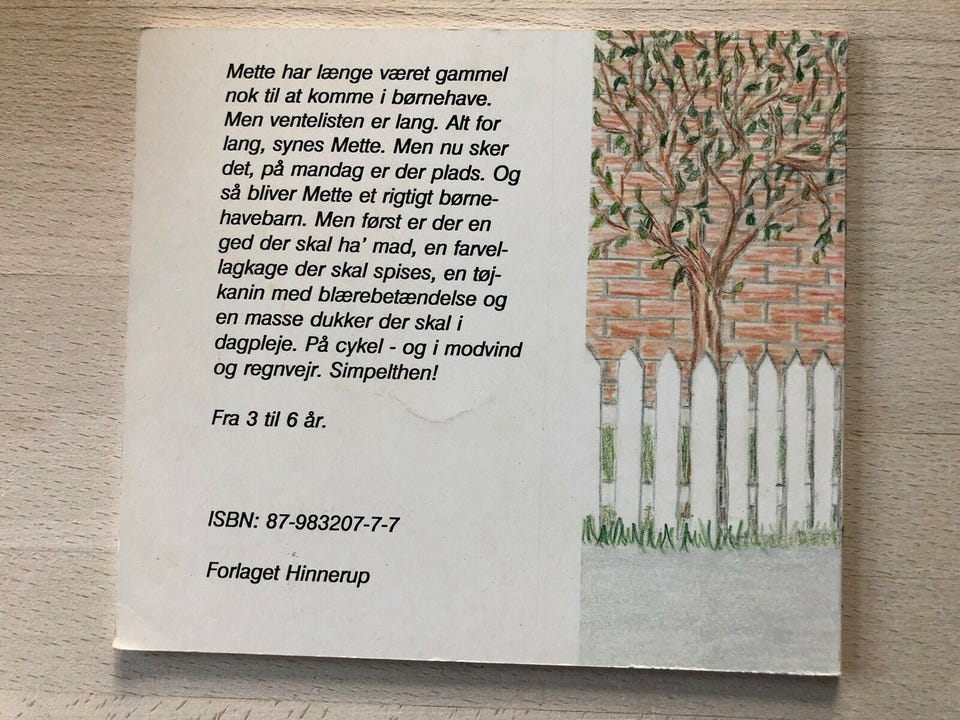 Mette har længe været gammel
nok til at komme i børnehave.
Men ventelisten er lang. Alt for
lang, synes Mette. Men nu sker
det, på mandag er der plads. Og
så bliver Mette et rigtigt børne-
havebarn. Men først er der en
ged der skal ha' mad, en farvel-
lagkage der skal spises, en tøj-
kanin med blærebetændelse og
en masse dukker der skal i
dagpleje. På cykel - og i modvind
og regnvejr. Simpelthen!
Fra 3 til 6 år.
ISBN: 87-983207-7-7
Forlaget Hinnerup